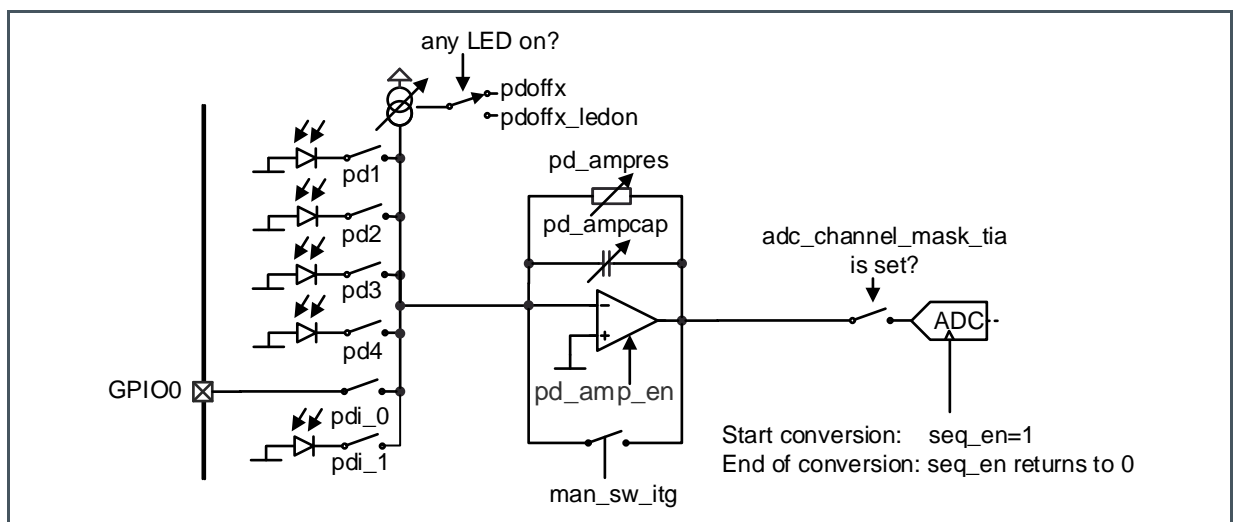 any LED on?
pdoffx
pdoffx_ledon
pd1
pd2
pd3
pd4
GPIO0
pdi_0
pdi_1
pd_ampres
pd_ampcap
pd_amp_en
man_sw_itg
adc_channel_mask_tia
is set?
ADC
Start conversion: seq_en=1
End of conversion: seq_en returns to 0